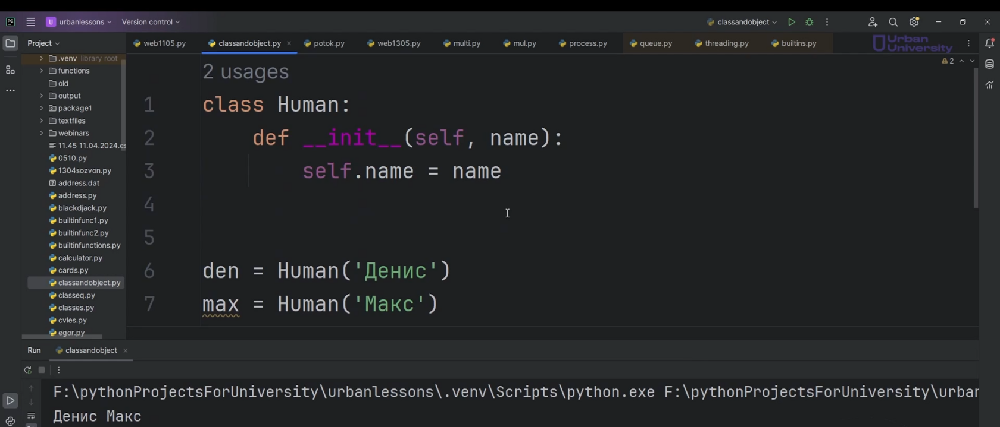 PC
U urbanlessons
Version control
classandobject
Project
web1105.py
classandobject.py
potok.py
web1305.py
multi.py
mul.py
process.py
queue.py
threading.py
builtins.py
Urban University
.venv library root
functions
old
output
package1
textfiles
webinars
11.45 11.04.2024.cs
0510.py
1304sozvon.py
address.dat
address.py
blackdjack.py
builtinfunc1.py
builtinfunc2.py
builtinfunctions.py
calculator.py
cards.py
classandobject.py
classeq.py
classes.py
cvles.py
egor.py
2
2 usages
1 class Human:
2 def __init__(self, name):
3 self.name = name
4
5
6 den = Human('Денис')
7 max = Human('Макс')
Run
classandobject
F:\pythonProjectsForUniversity\urbanlessons\.venv\Scripts\python.exe F:\pythonProjectsForUniversity\urban
Денис Макс